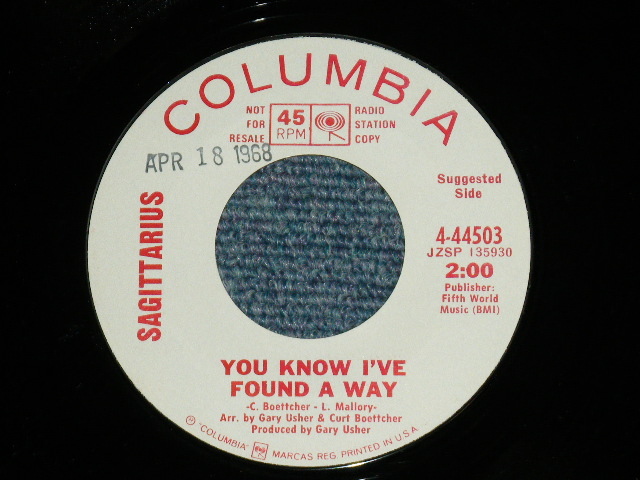 COLUMBIA
NOT FOR RESALE
45 RPM
RADIO STATION COPY
APR 18 1968
SAGITTARIUS
Suggested Side
4-44503
JZSP 135930
2:00
Publisher:
Fifth World
Music (BMI)
YOU KNOW I'VE
FOUND A WAY
-C. Boettcher - L. Mallory-
Arr. by Gary Usher & Curt Boettcher
Produced by Gary Usher
"COLUMBIA" MARCAS REG. PRINTED IN U.S.A